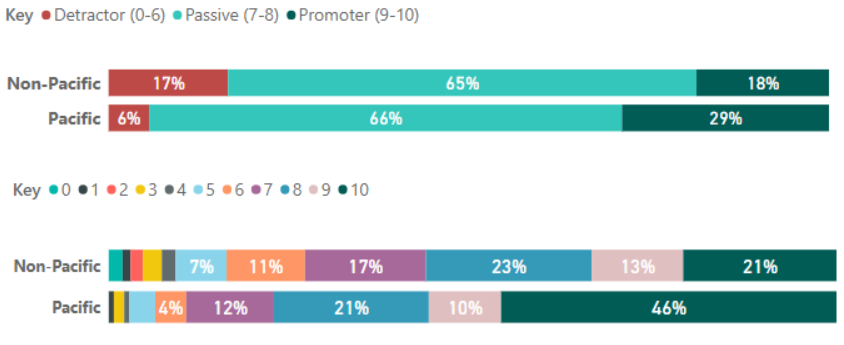 Key Detractor (0-6) Passive (7-8) Promoter (9-10)
Non-Pacific 17% 65% 18%
Pacific 6% 66% 29%
Key 0 1 2 3 4 5 6 7 8 9 10
Non-Pacific 7% 11% 17% 23% 13% 21%
Pacific 4% 12% 21% 10% 46%